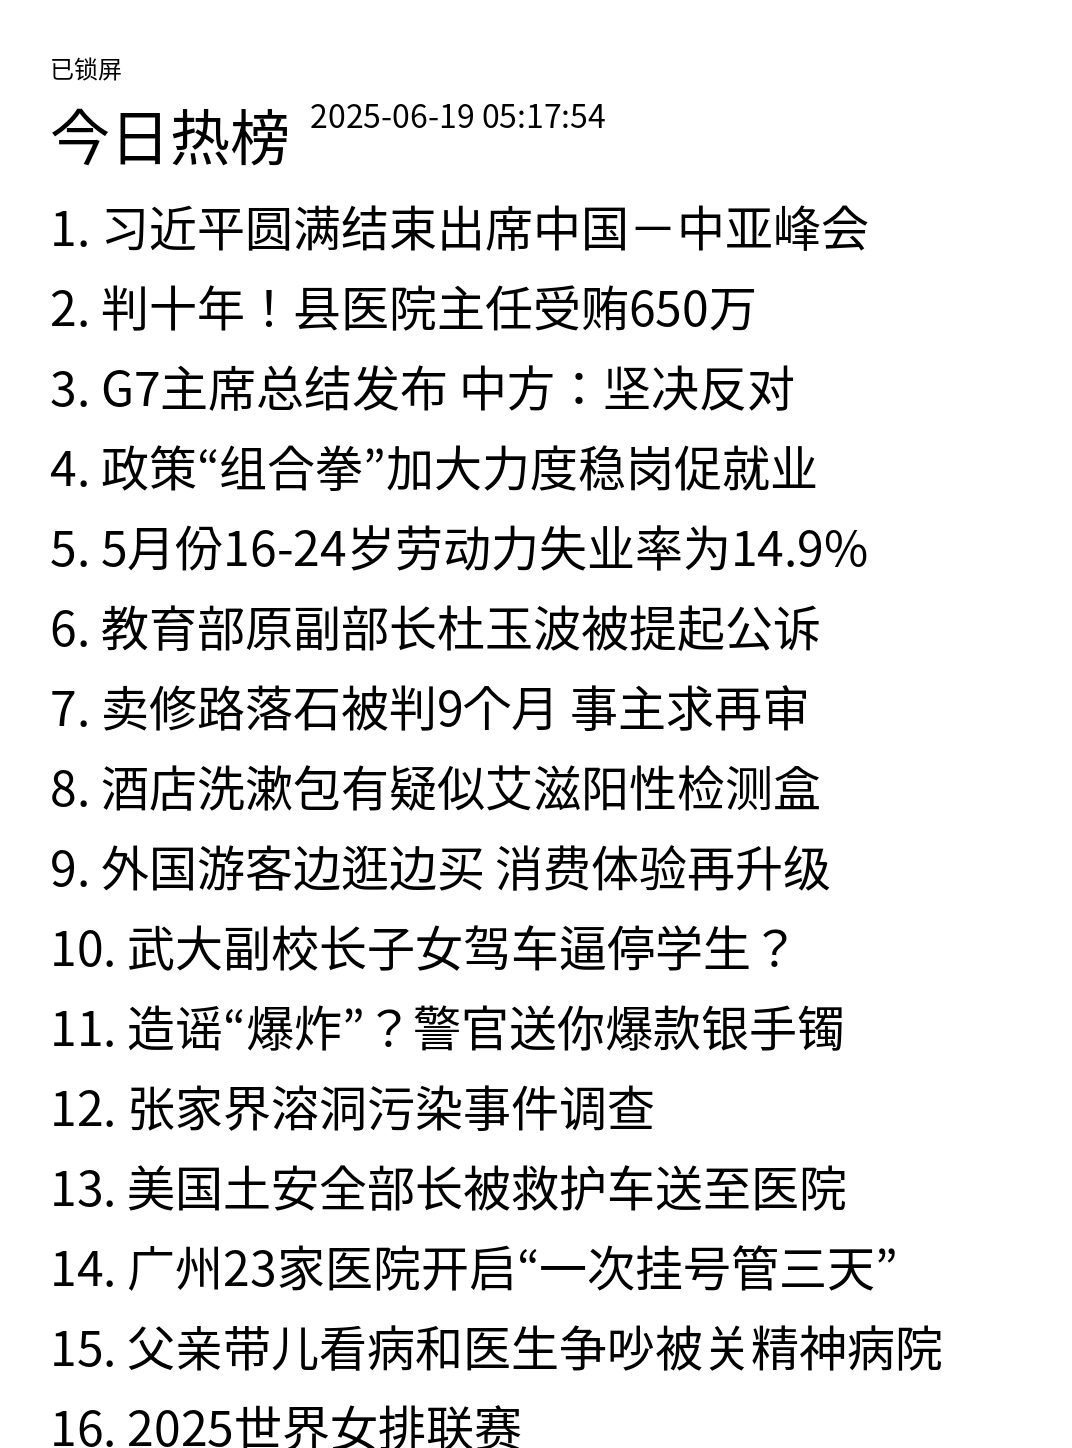 已锁屏
今日热榜 2025-06-19 05:17:54
1. 习近平圆满结束出席中国－中亚峰会
2. 判十年！县医院主任受贿650万
3. G7主席总结发布 中方：坚决反对
4. 政策“组合拳”加大力度稳岗促就业
5. 5月份16-24岁劳动力失业率为14.9%
6. 教育部原副部长杜玉波被提起公诉
7. 卖修路落石被判9个月 事主求再审
8. 酒店洗漱包有疑似艾滋阳性检测盒
9. 外国游客边逛边买 消费体验再升级
10. 武大副校长子女驾车逼停学生？
11. 造谣“爆炸”？警官送你爆款银手镯
12. 张家界溶洞污染事件调查
13. 美国土安全部长被救护车送至医院
14. 广州23家医院开启“一次挂号管三天”
15. 父亲带儿看病和医生争吵被关精神病院
16. 2025世界女排联赛